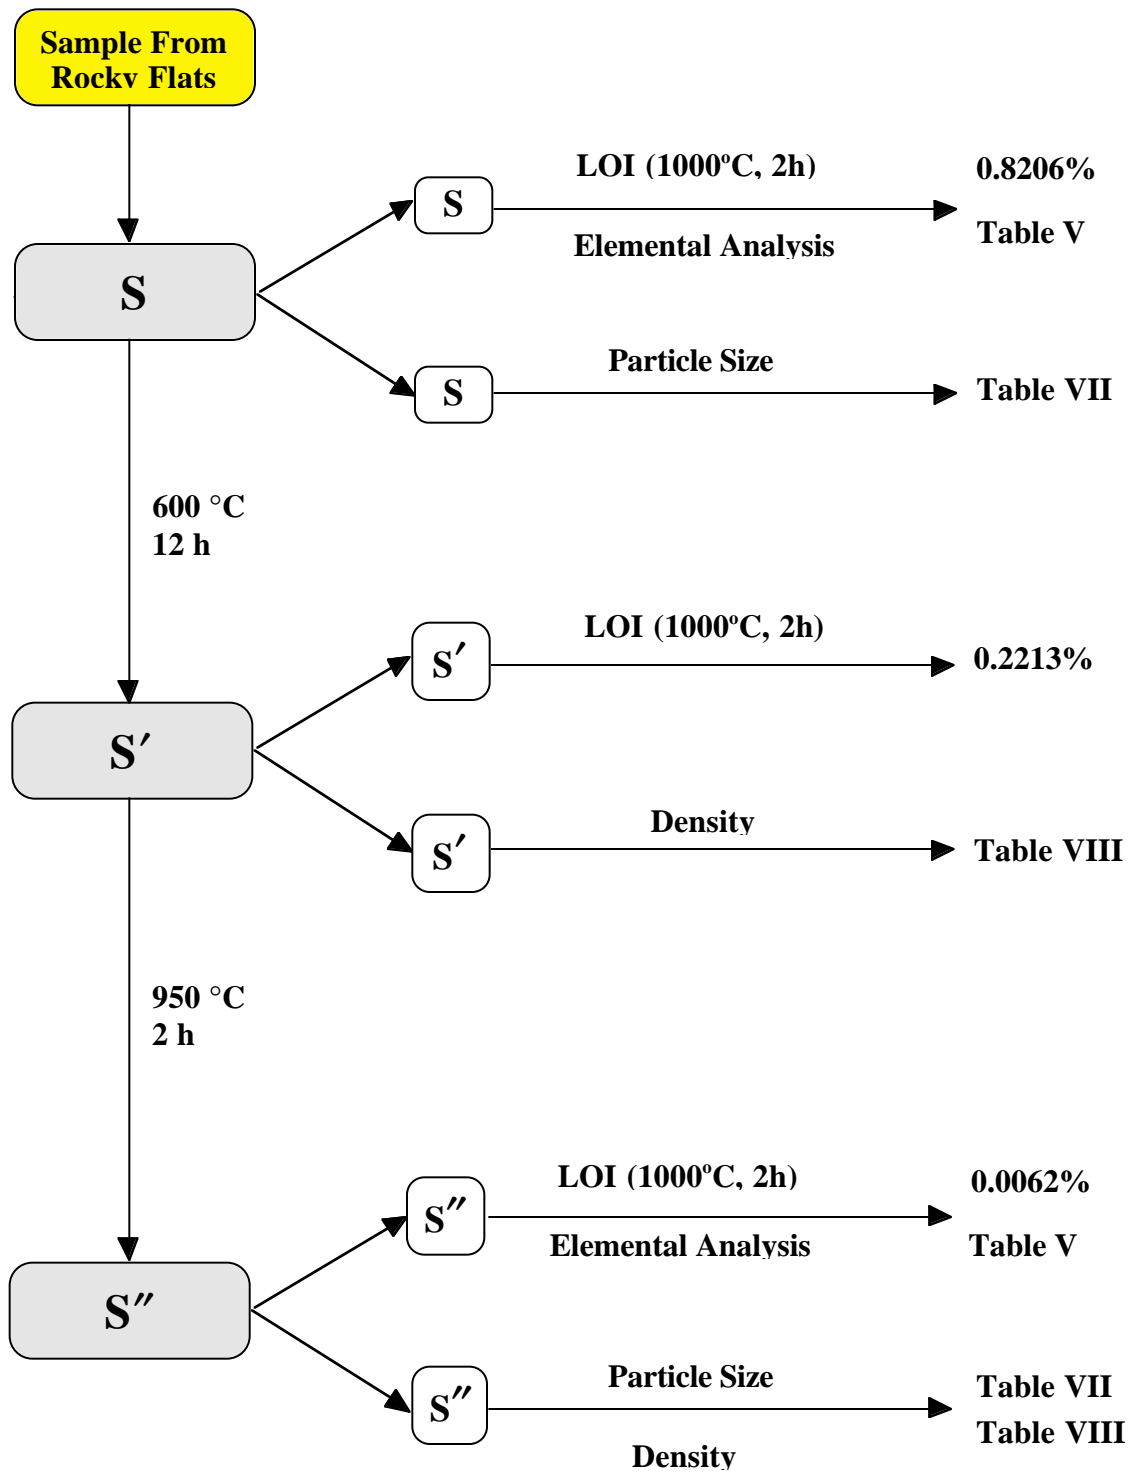 Sample From
Rocky Flats
S
S
LOI (1000ºC, 2h)
Elemental Analysis
0.8206%
Table V
S
Particle Size
Table VII
600 °C
12 h
S′
S′
LOI (1000ºC, 2h)
0.2213%
S′
Density
Table VIII
950 °C
2 h
S″
S″
LOI (1000ºC, 2h)
Elemental Analysis
0.0062%
Table V
S″
Particle Size
Density
Table VII
Table VIII